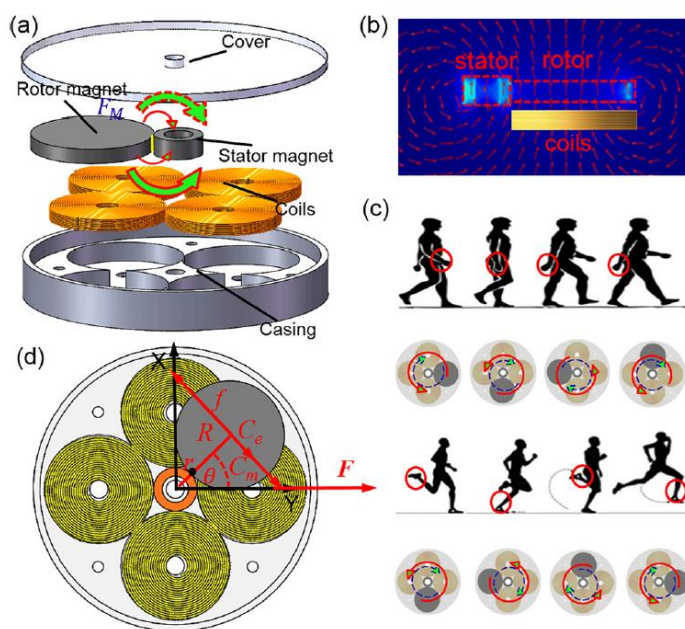 (a)
Cover
Rotor magnet
F_M
Stator magnet
Coils
Casing
(b)
stator
rotor
coils
(c)
(d)
X
f
R
C_e
r
θ
C_m
Y
F